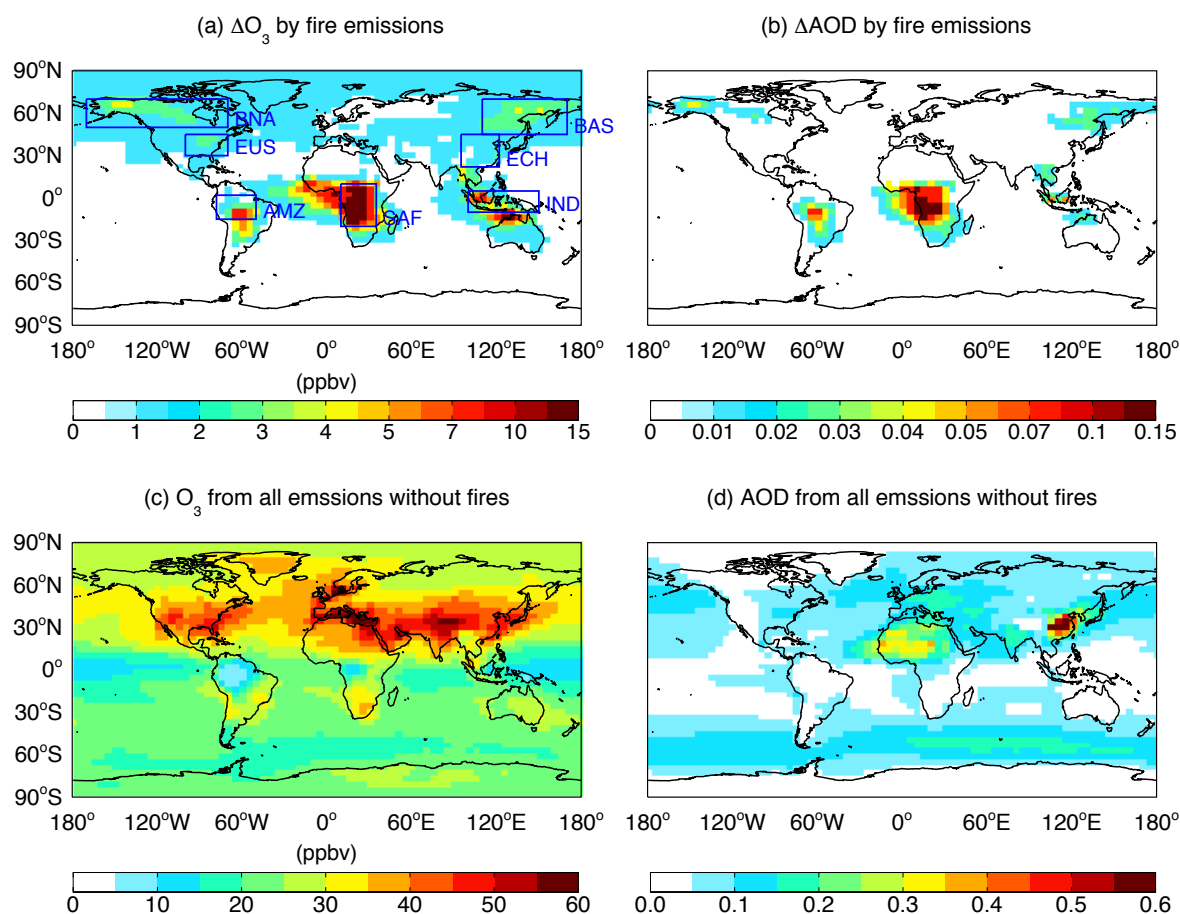 (a) ΔO₃ by fire emissions
(b) ΔAOD by fire emissions
90°N
60°N
30°N
0°
30°S
60°S
90°S
BNA
BAS
EUS
ECH
AMZ
SAF
IND
180° 120°W 60°W 0° 60°E 120°E 180°
180° 120°W 60°W 0° 60°E 120°E 180°
(ppbv)
0 1 2 3 4 5 7 10 15
0 0.01 0.02 0.03 0.04 0.05 0.07 0.1 0.15
(c) O₃ from all emssions without fires
(d) AOD from all emssions without fires
90°N
60°N
30°N
0°
30°S
60°S
90°S
180° 120°W 60°W 0° 60°E 120°E 180°
180° 120°W 60°W 0° 60°E 120°E 180°
(ppbv)
0 10 20 30 40 50 60
0.0 0.1 0.2 0.3 0.4 0.5 0.6